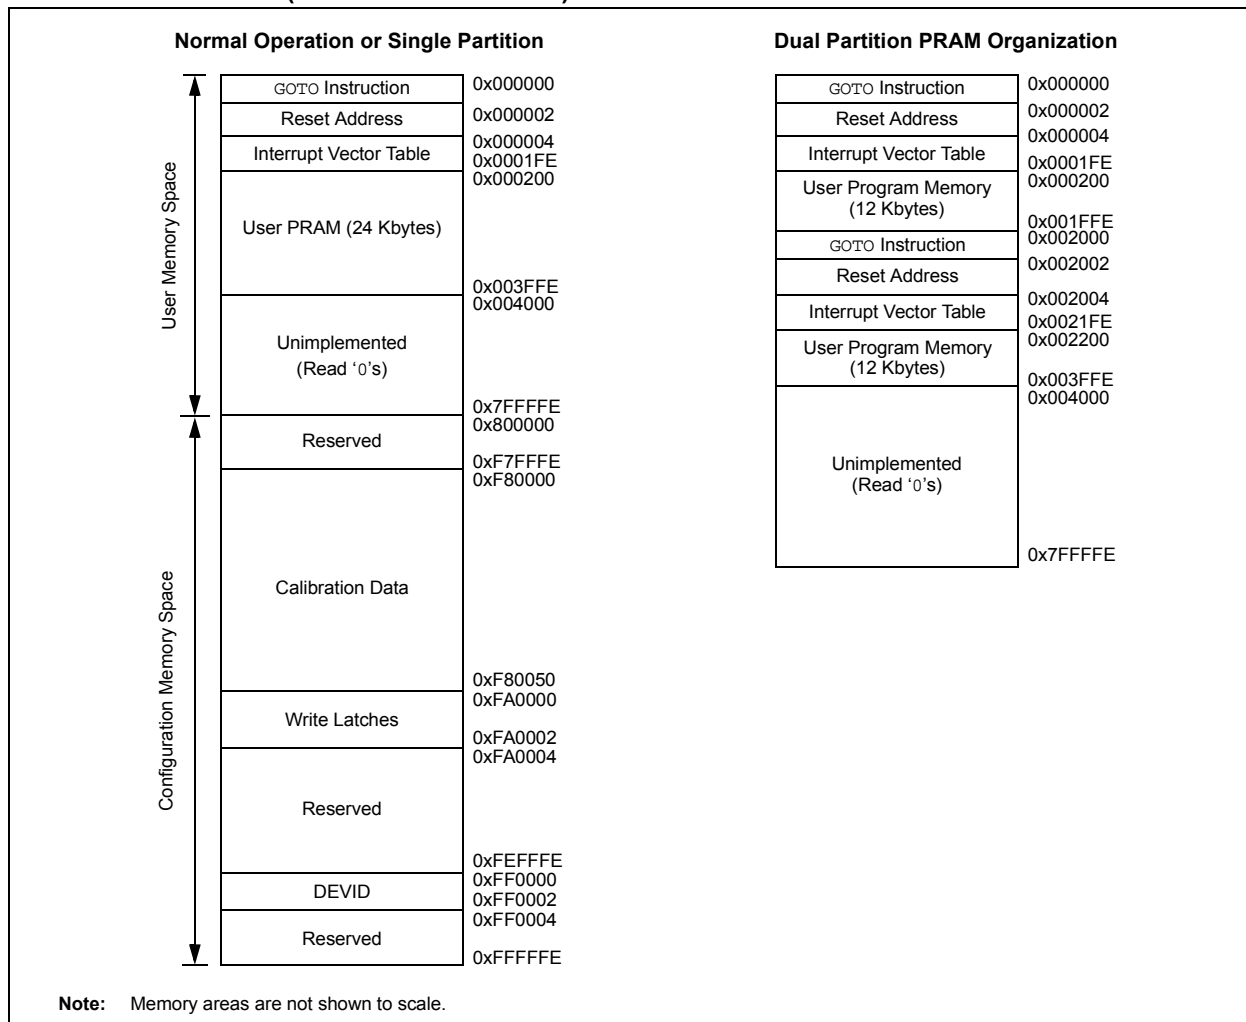 Normal Operation or Single Partition
GOTO Instruction
0x000000
Reset Address
0x000002
Interrupt Vector Table
0x000004
0x0001FE
User PRAM (24 Kbytes)
0x000200
0x003FFE
Unimplemented
(Read ‘0’s)
0x004000
0x7FFFFE
Reserved
0x800000
0xF7FFFE
Calibration Data
0xF80000
0xF80050
Write Latches
0xFA0000
0xFA0002
Reserved
0xFA0004
0xFEFFFE
DEVID
0xFF0000
0xFF0002
Reserved
0xFF0004
0xFFFFFE
User Memory Space
Configuration Memory Space
Dual Partition PRAM Organization
GOTO Instruction
0x000000
Reset Address
0x000002
Interrupt Vector Table
0x000004
0x0001FE
User Program Memory
(12 Kbytes)
0x000200
0x001FFE
GOTO Instruction
0x002000
Reset Address
0x002002
Interrupt Vector Table
0x002004
0x0021FE
User Program Memory
(12 Kbytes)
0x002200
0x003FFE
Unimplemented
(Read ‘0’s)
0x004000
0x7FFFFE
Note: Memory areas are not shown to scale.